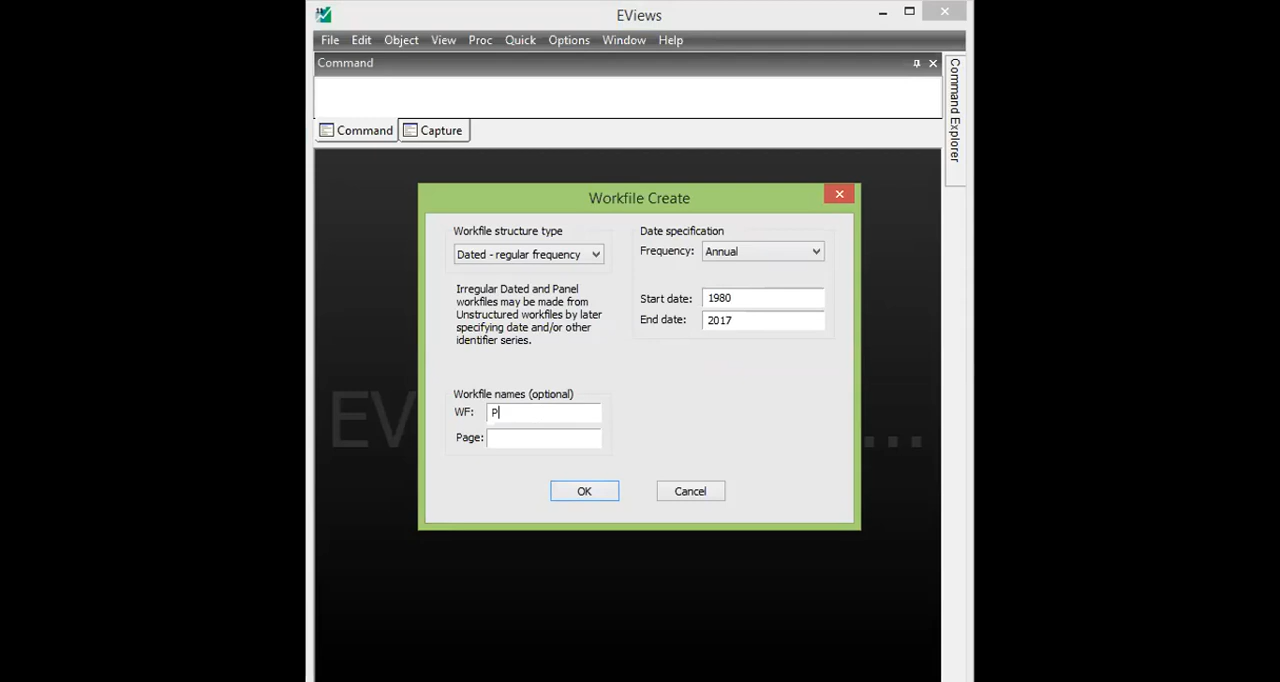 EViews
File Edit Object View Proc Quick Options Window Help
Command
Command Explorer
Command Capture
Workfile Create
Workfile structure type
Dated - regular frequency
Irregular Dated and Panel
workfiles may be made from
Unstructured workfiles by later
specifying date and/or other
identifier series.
Date specification
Frequency: Annual
Start date: 1980
End date: 2017
Workfile names (optional)
WF: P
Page:
OK Cancel
EV
...